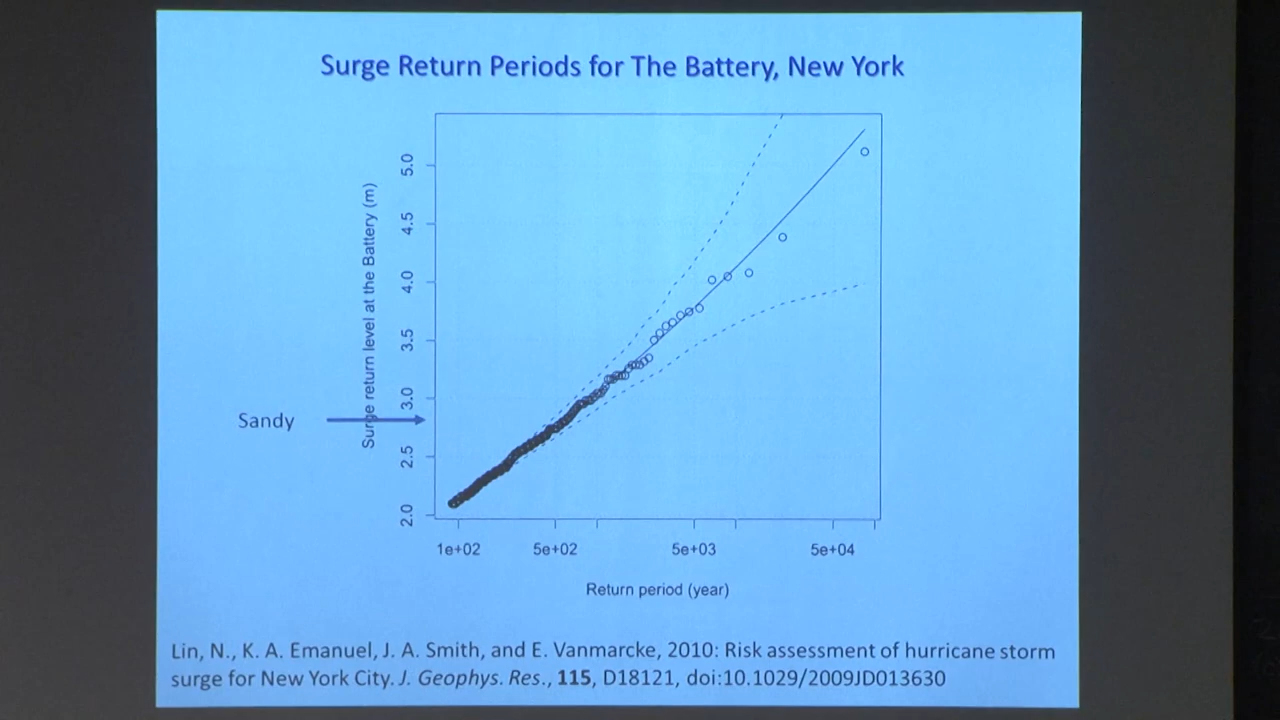 Surge Return Periods for The Battery, New York
Surge return level at the Battery (m)
5.0
4.5
4.0
3.5
3.0
2.5
2.0
Sandy
1e+02 5e+02 5e+03 5e+04
Return period (year)
Lin, N., K. A. Emanuel, J. A. Smith, and E. Vanmarcke, 2010: Risk assessment of hurricane storm
surge for New York City. J. Geophys. Res., 115, D18121, doi:10.1029/2009JD013630